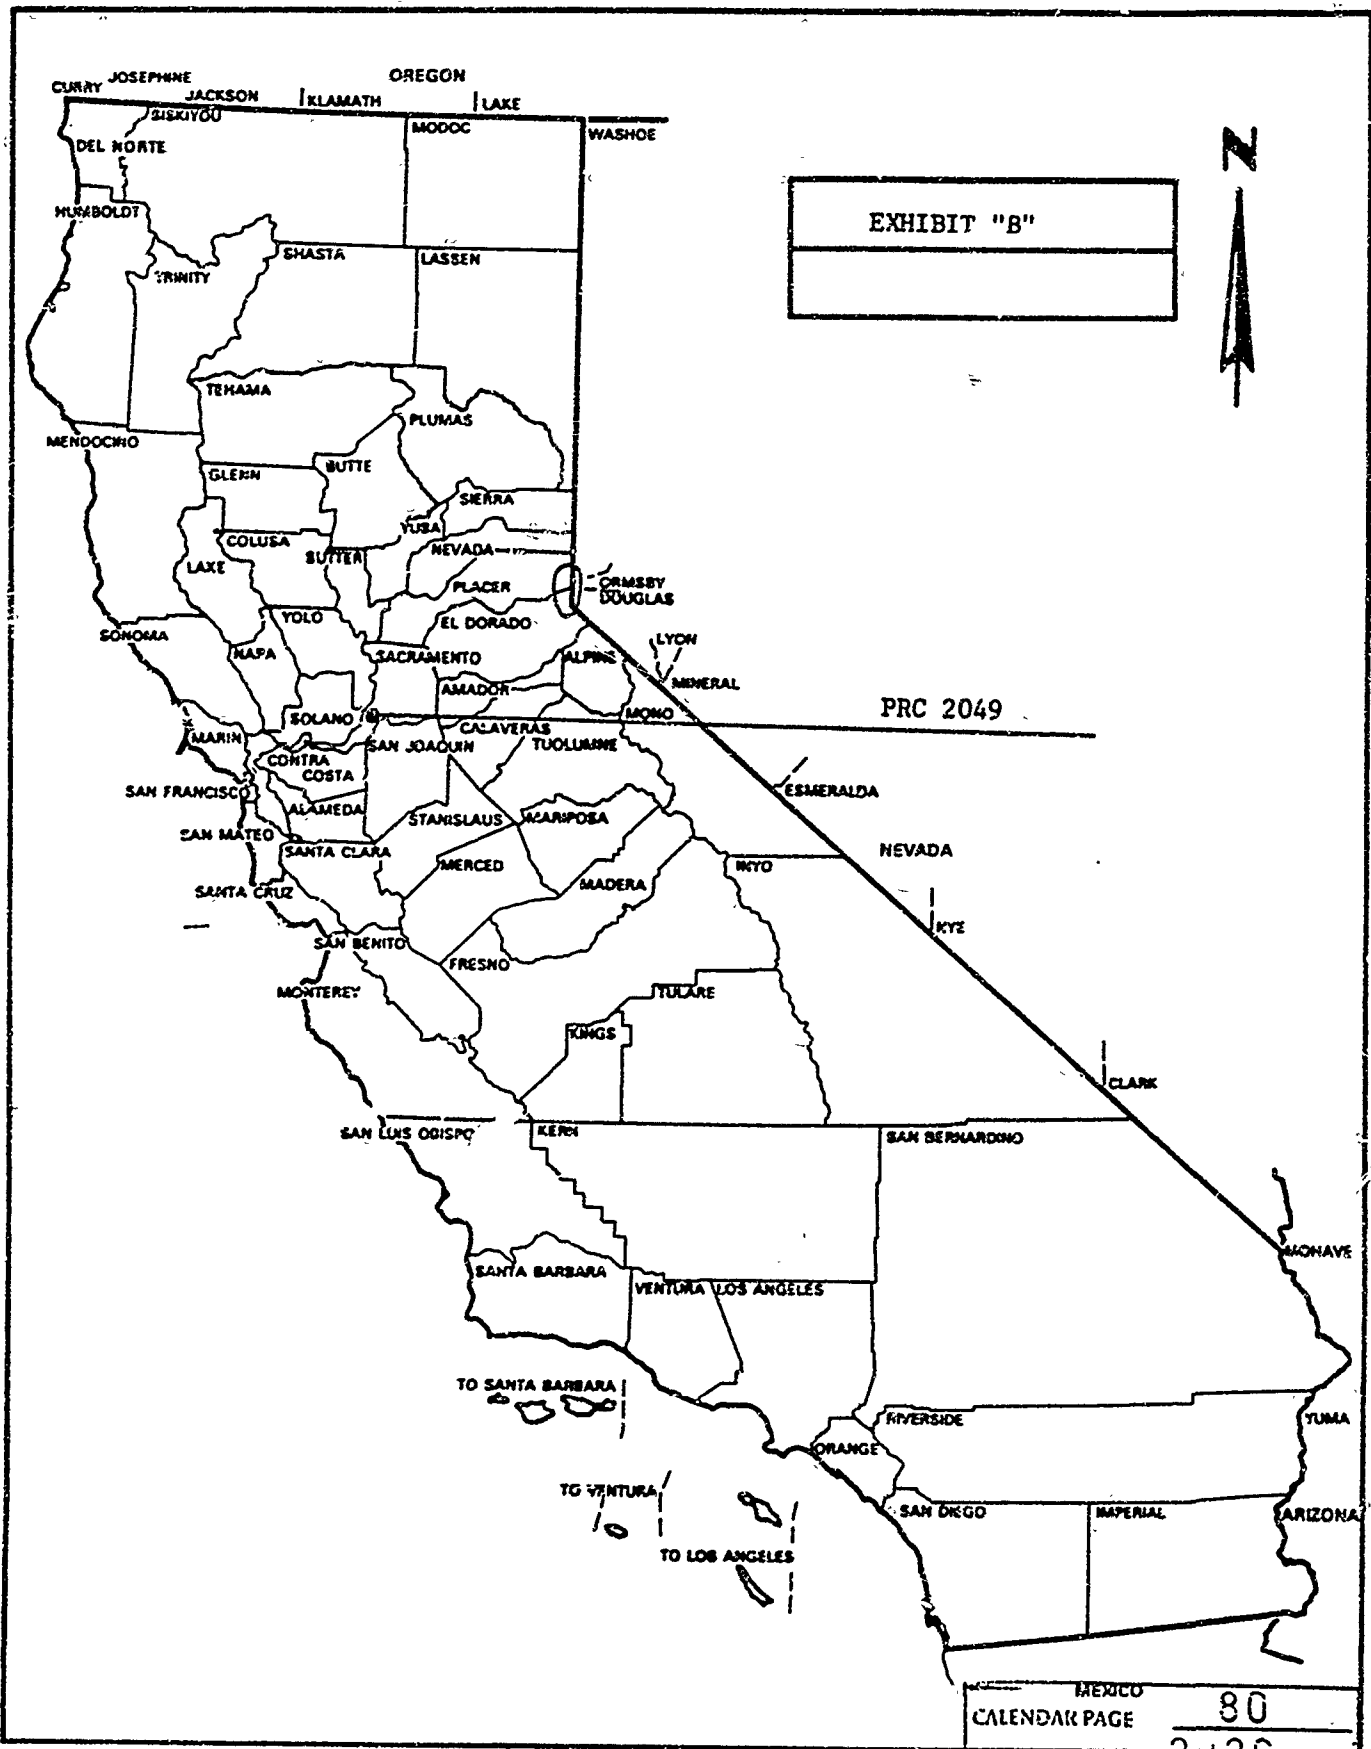 OREGON
CURRY
JOSEPHINE
JACKSON
KLAMATH
LAKE
SISKIYOU
MODOC
WASHOE
DEL NORTE
N
EXHIBIT "B"
HUMBOLDT
TRINITY
SHASTA
LASSEN
TEHAMA
PLUMAS
MENDOCINO
GLENN
BUTTE
SIERRA
YUBA
COLUSA
SUTTER
NEVADA
LAKE
PLACER
ORMSBY
DOUGLAS
YOLO
EL DORADO
SONOMA
NAPA
SACRAMENTO
ALPINE
LYON
MINERAL
AMADOR
PRC 2049
SOLANO
MONO
CALAVERAS
MARIN
SAN JOAQUIN
TUOLUMNE
CONTRA
COSTA
SAN FRANCISCO
ESMERALDA
ALAMEDA
STANISLAUS
MARIPOSA
SAN MATEO
SANTA CLARA
NEVADA
MERCED
INYO
SANTA CRUZ
MADERA
NYE
SAN BENITO
FRESNO
MONTEREY
TULARE
KINGS
CLARK
SAN LUIS OBISPO
KERN
SAN BERNARDINO
MOHAVE
SANTA BARBARA
VENTURA
LOS ANGELES
TO SANTA BARBARA
RIVERSIDE
YUMA
ORANGE
TO VENTURA
SAN DIEGO
IMPERIAL
ARIZONA
TO LOS ANGELES
MEXICO
CALENDAR PAGE 80